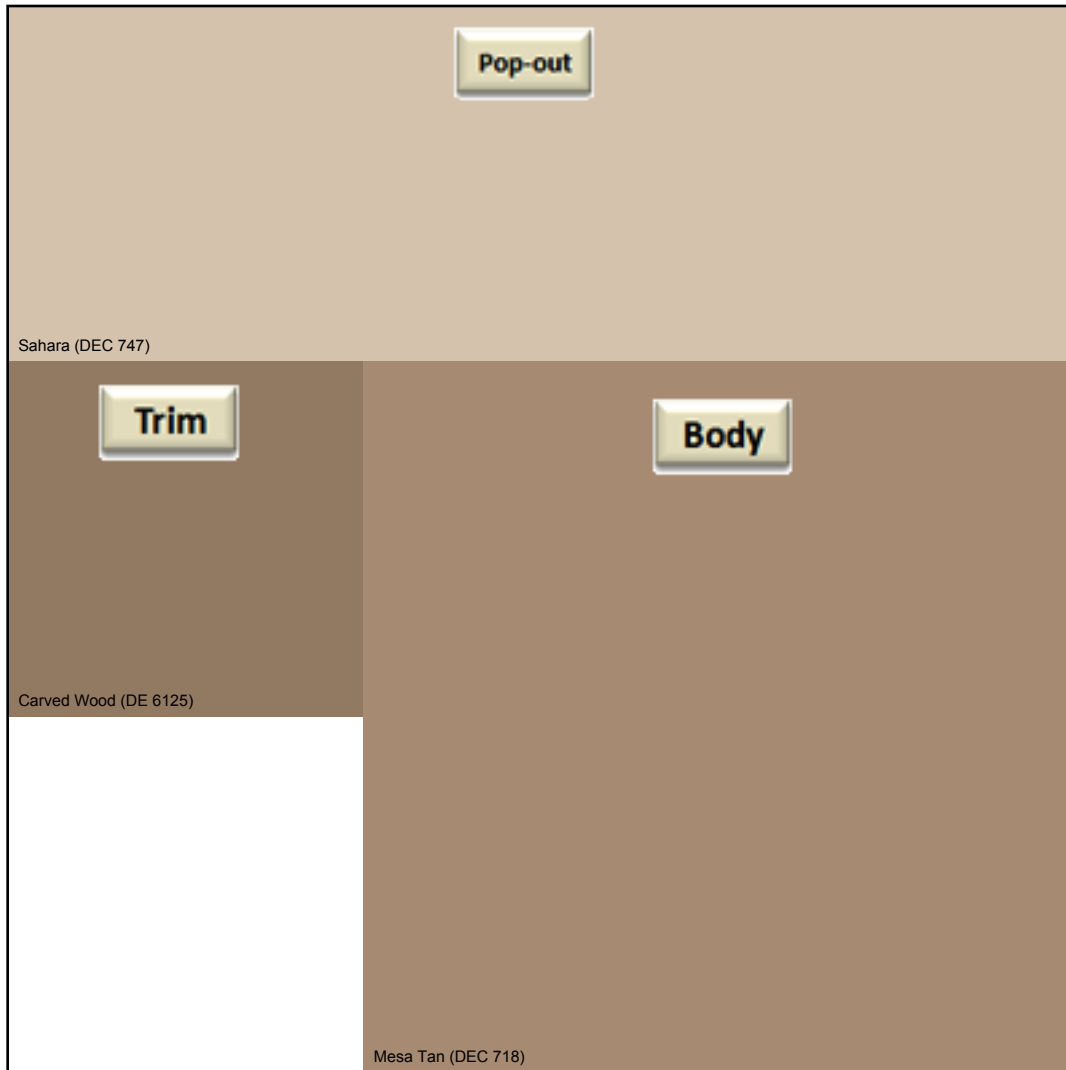 Pop-out
Sahara (DEC 747)
Trim
Carved Wood (DE 6125)
Body
Mesa Tan (DEC 718)